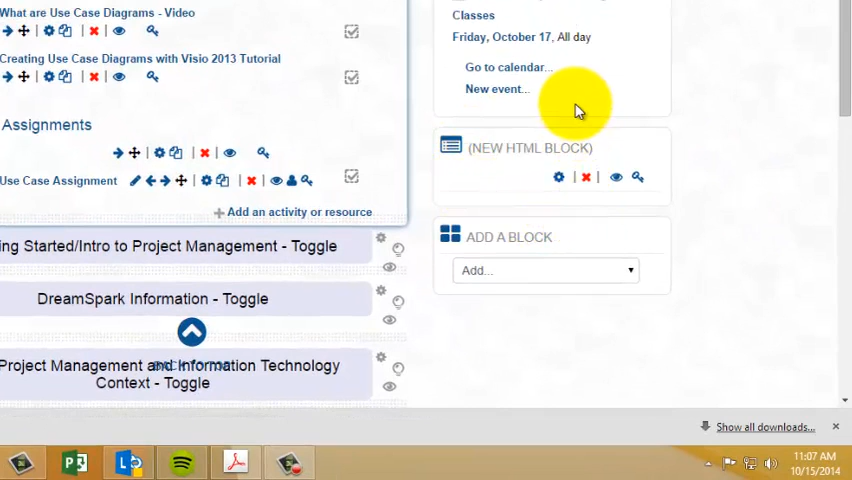 What are Use Case Diagrams - Video
Creating Use Case Diagrams with Visio 2013 Tutorial
Assignments
Use Case Assignment
Add an activity or resource
ing Started/Intro to Project Management - Toggle
DreamSpark Information - Toggle
BACK TO TOP
Project Management and Information Technology
Context - Toggle
Classes
Friday, October 17, All day
Go to calendar...
New event...
(NEW HTML BLOCK)
ADD A BLOCK
Add...
Show all downloads...
11:07 AM
10/15/2014